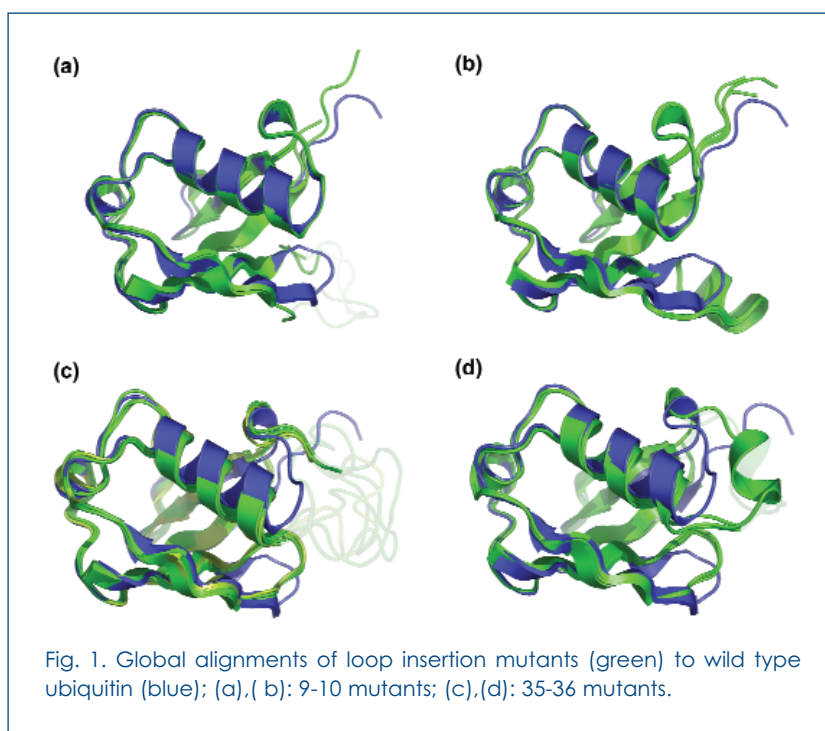 (a)
(b)
(c)
(d)
Fig. 1. Global alignments of loop insertion mutants (green) to wild type
ubiquitin (blue); (a),( b): 9-10 mutants; (c),(d): 35-36 mutants.